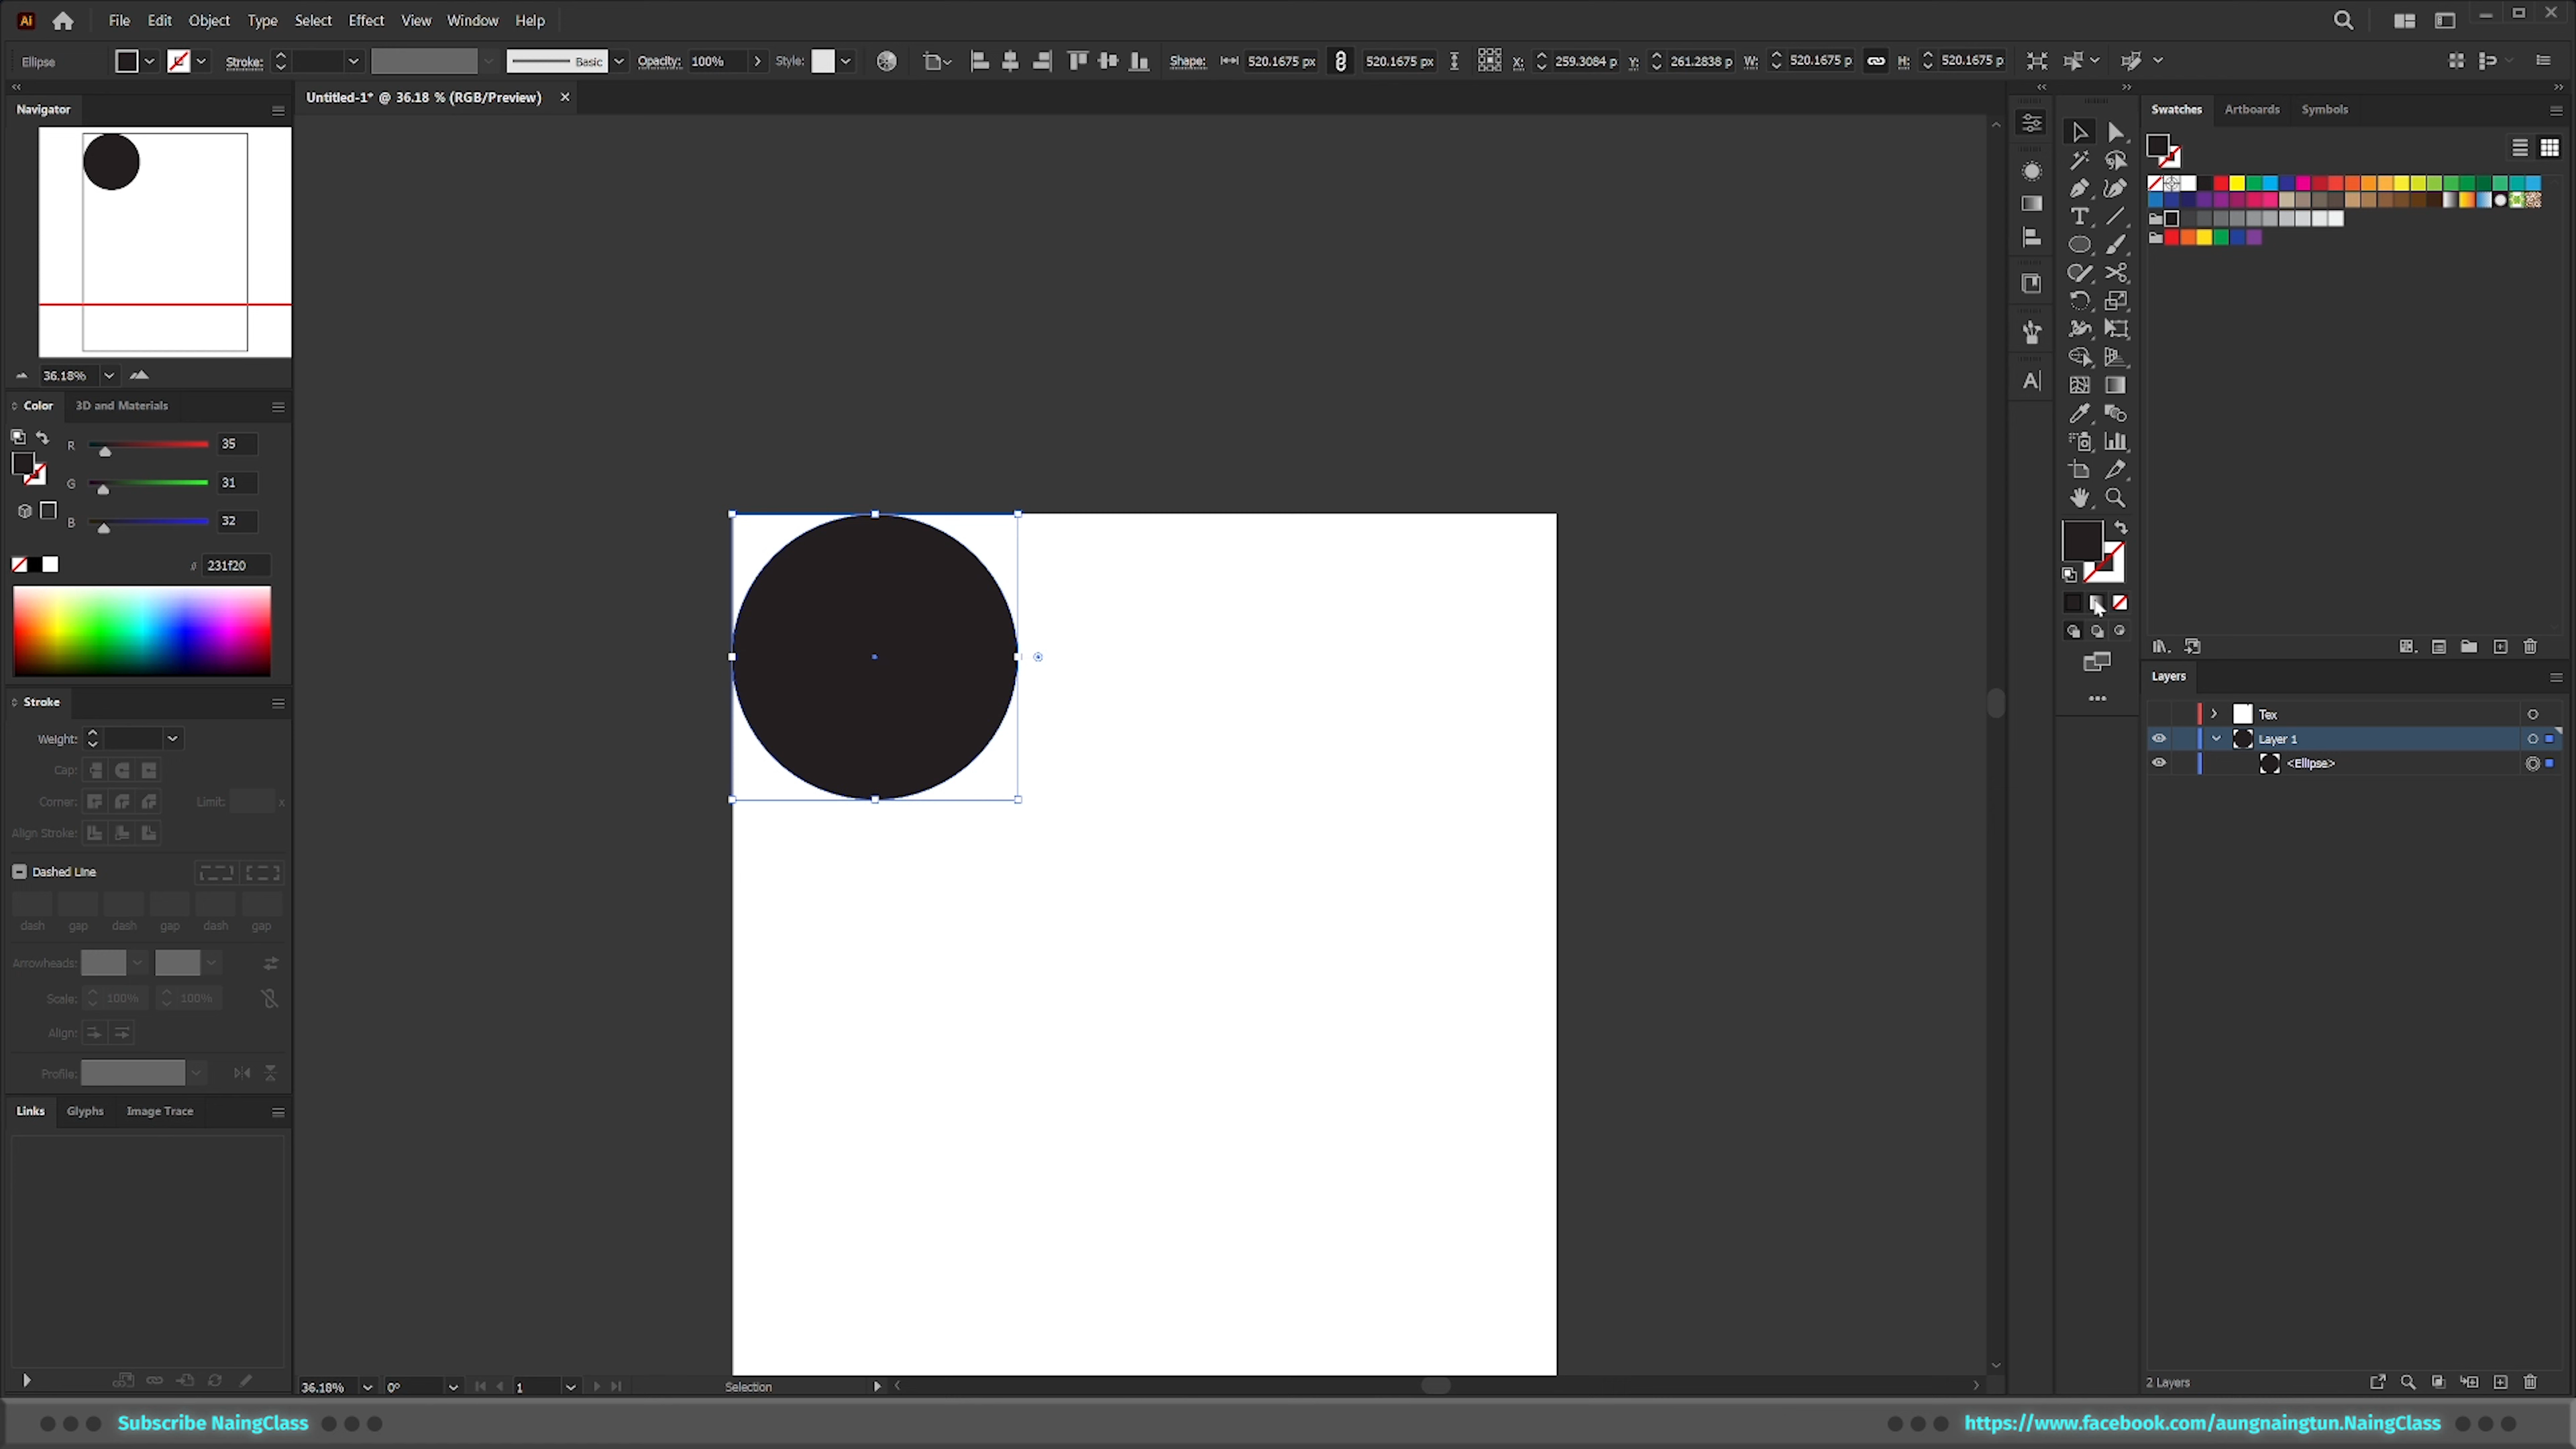 Ai File Edit Object Type Select Effect View Window Help
Ellipse Stroke: Basic Opacity: 100% Style: Shape: 520.1675 px 520.1675 px X: 259.3084 p Y: 261.2838 p W: 520.1675 p H: 520.1675 p
Untitled-1* @ 36.18 % (RGB/Preview)
Navigator
36.18%
Color 3D and Materials
R 35
G 31
B 32
# 231f20
Stroke
Weight:
Cap:
Corner: Limit: x
Align Stroke:
Dashed Line
dash gap dash gap dash gap
Arrowheads:
Scale: 100% 100%
Align:
Profile:
Links Glyphs Image Trace
36.18% 0° 1 Selection
Swatches Artboards Symbols
Layers
Tex
Layer 1
<Ellipse>
2 Layers
Subscribe NaingClass
https://www.facebook.com/aungnaingtun.NaingClass